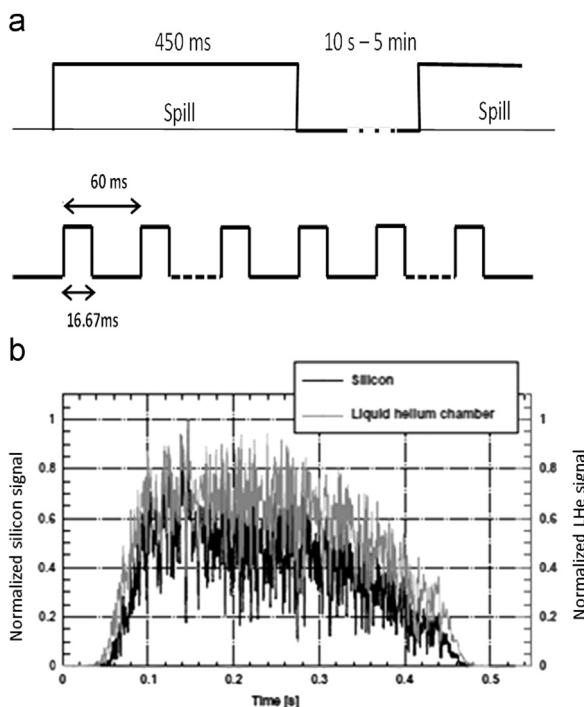 a
450 ms
10 s – 5 min
Spill
Spill
60 ms
16.67ms
b
Silicon
Liquid helium chamber
Normalized silicon signal
Normalized LHe signal
1
0.8
0.6
0.4
0.2
0
1
0.8
0.6
0.4
0.2
0
0
0.1
0.2
0.3
0.4
0.5
Time [s]